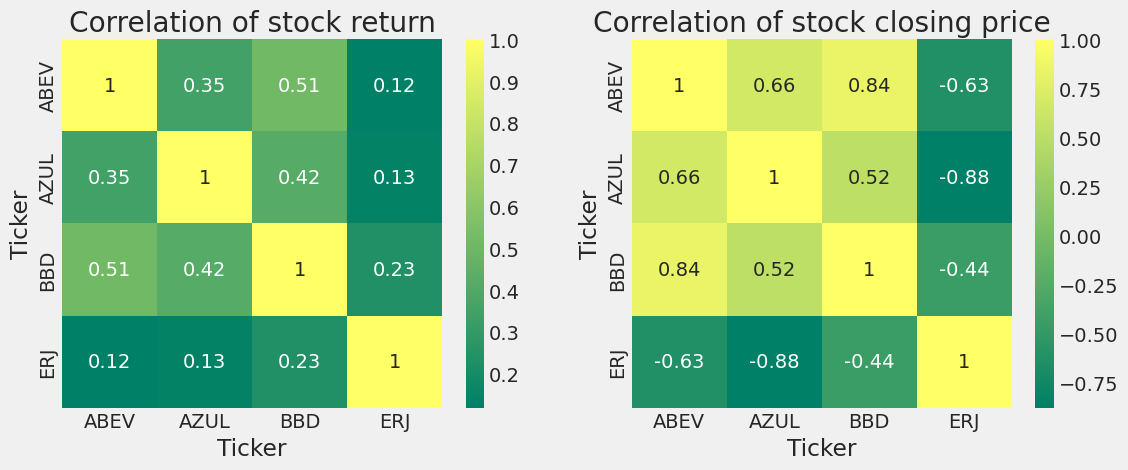 Correlation of stock return
ABEV
AZUL
BBD
ERJ
Ticker
1 0.35 0.51 0.12
0.35 1 0.42 0.13
0.51 0.42 1 0.23
0.12 0.13 0.23 1
ABEV AZUL BBD ERJ
Ticker
1.0
0.9
0.8
0.7
0.6
0.5
0.4
0.3
0.2
Correlation of stock closing price
ABEV
AZUL
BBD
ERJ
Ticker
1 0.66 0.84 -0.63
0.66 1 0.52 -0.88
0.84 0.52 1 -0.44
-0.63 -0.88 -0.44 1
ABEV AZUL BBD ERJ
Ticker
1.00
0.75
0.50
0.25
0.00
−0.25
−0.50
−0.75